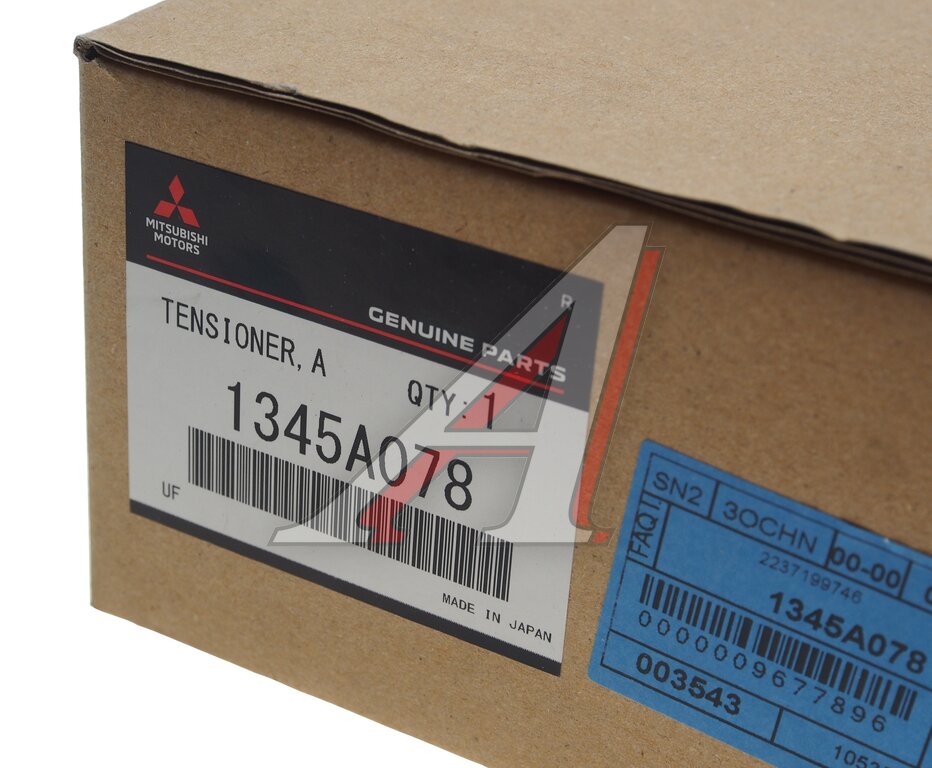 MITSUBISHI
MOTORS
R
GENUINE PARTS
TENSIONER, A
QTY: 1
1345A078
UF
MADE IN JAPAN
SN2
3OCHN
00-00
FAQ1
2237199746
1345A078
0000009677896
003543